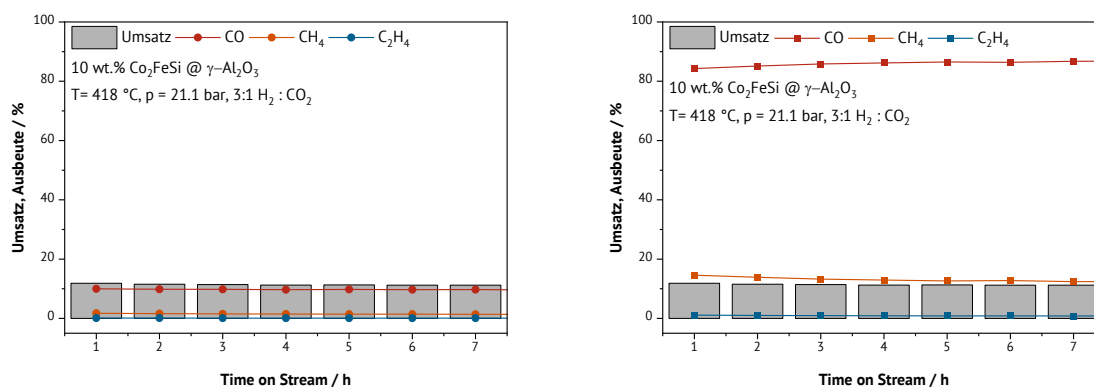 100
80
60
40
20
0
Umsatz, Ausbeute / %
Umsatz CO CH₄ C₂H₄
10 wt.% Co₂FeSi @ γ–Al₂O₃
T= 418 °C, p = 21.1 bar, 3:1 H₂ : CO₂
1 2 3 4 5 6 7
Time on Stream / h
100
80
60
40
20
0
Umsatz, Ausbeute / %
Umsatz CO CH₄ C₂H₄
10 wt.% Co₂FeSi @ γ–Al₂O₃
T= 418 °C, p = 21.1 bar, 3:1 H₂ : CO₂
1 2 3 4 5 6 7
Time on Stream / h